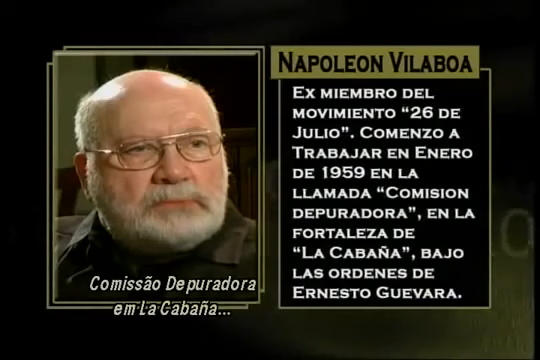 NAPOLEON VILABOA
EX MIEMBRO DEL
MOVIMIENTO “26 DE
JULIO”. COMENZO A
TRABAJAR EN ENERO
DE 1959 EN LA
LLAMADA “COMISION
DEPURADORA”, EN LA
FORTALEZA DE
“LA CABAÑA”, BAJO
LAS ORDENES DE
ERNESTO GUEVARA.
Comissão Depuradora
em La Cabaña...